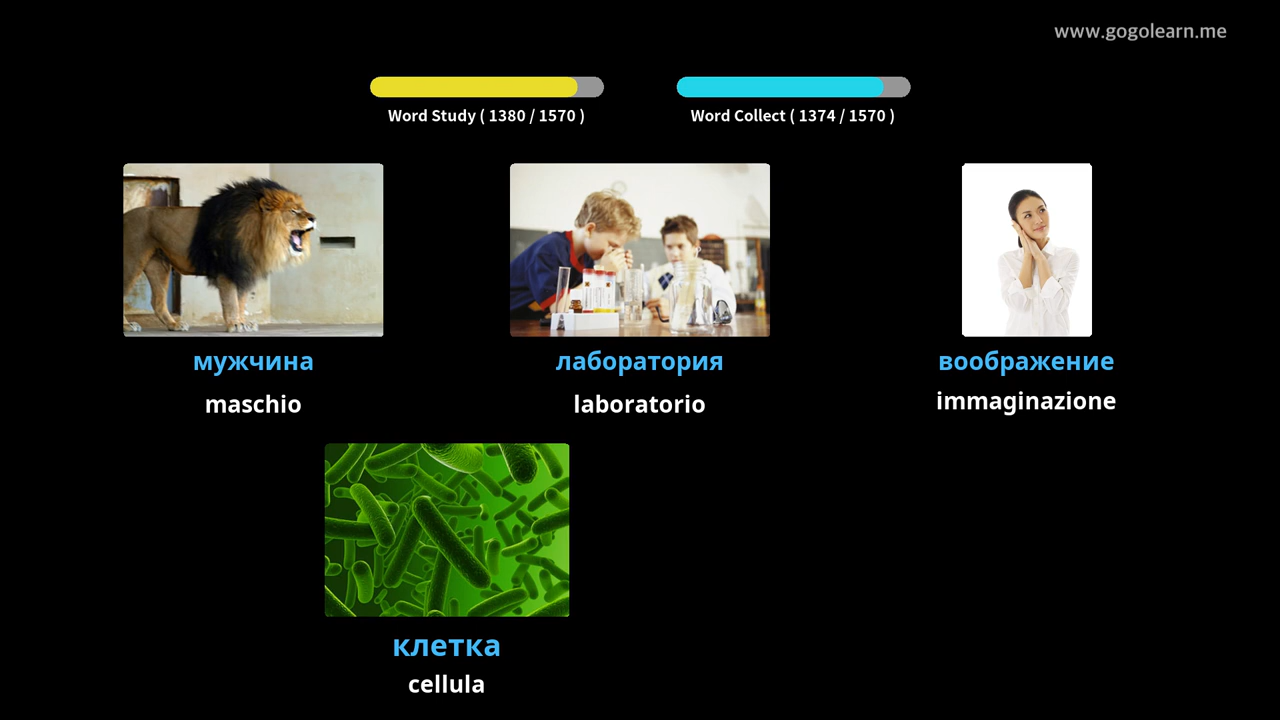 www.gogolearn.me
Word Study ( 1380 / 1570 )
Word Collect ( 1374 / 1570 )
мужчина
maschio
лаборатория
laboratorio
воображение
immaginazione
клетка
cellula